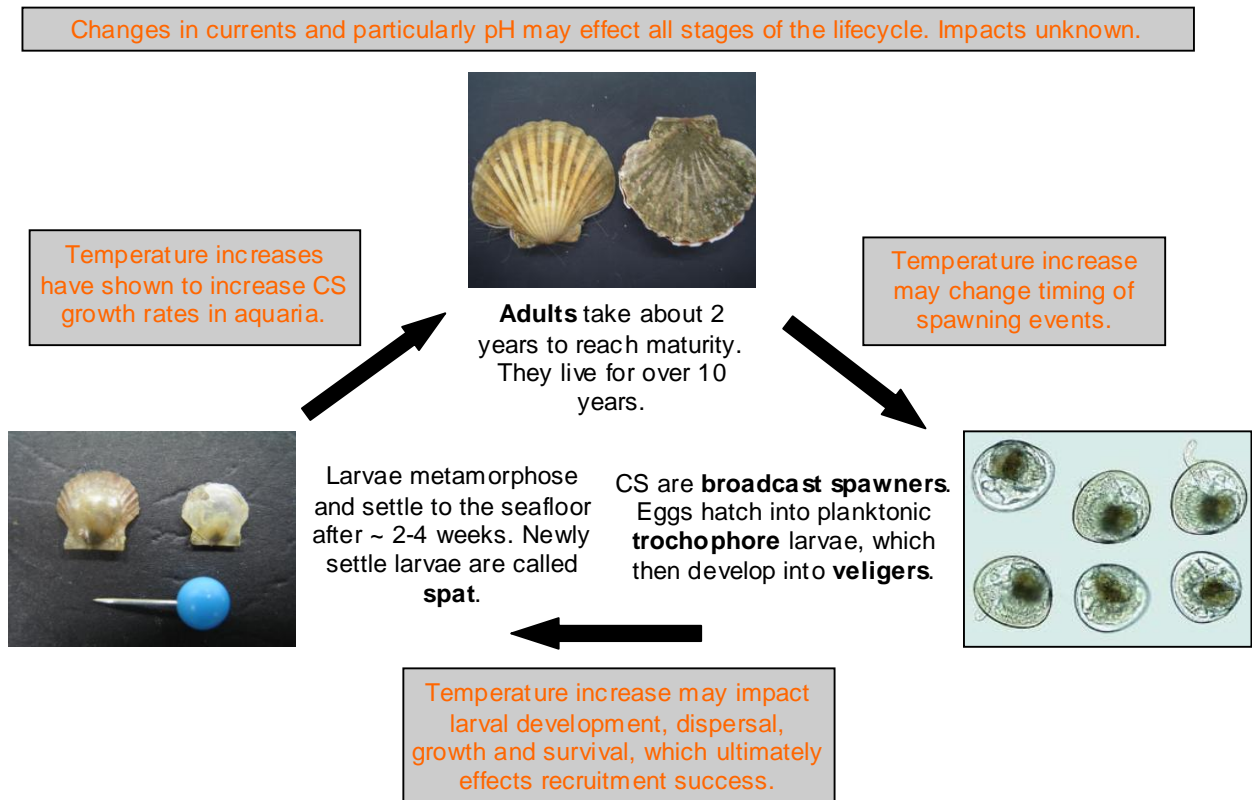 Changes in currents and particularly pH may effect all stages of the lifecycle. Impacts unknown.
Temperature increases
have shown to increase CS
growth rates in aquaria.
Temperature increase
may change timing of
spawning events.
Adults take about 2
years to reach maturity.
They live for over 10
years.
Larvae metamorphose
and settle to the seafloor
after ~ 2-4 weeks. Newly
settle larvae are called
spat.
CS are broadcast spawners.
Eggs hatch into planktonic
trochophore larvae, which
then develop into veligers.
Temperature increase may impact
larval development, dispersal,
growth and survival, which ultimately
effects recruitment success.